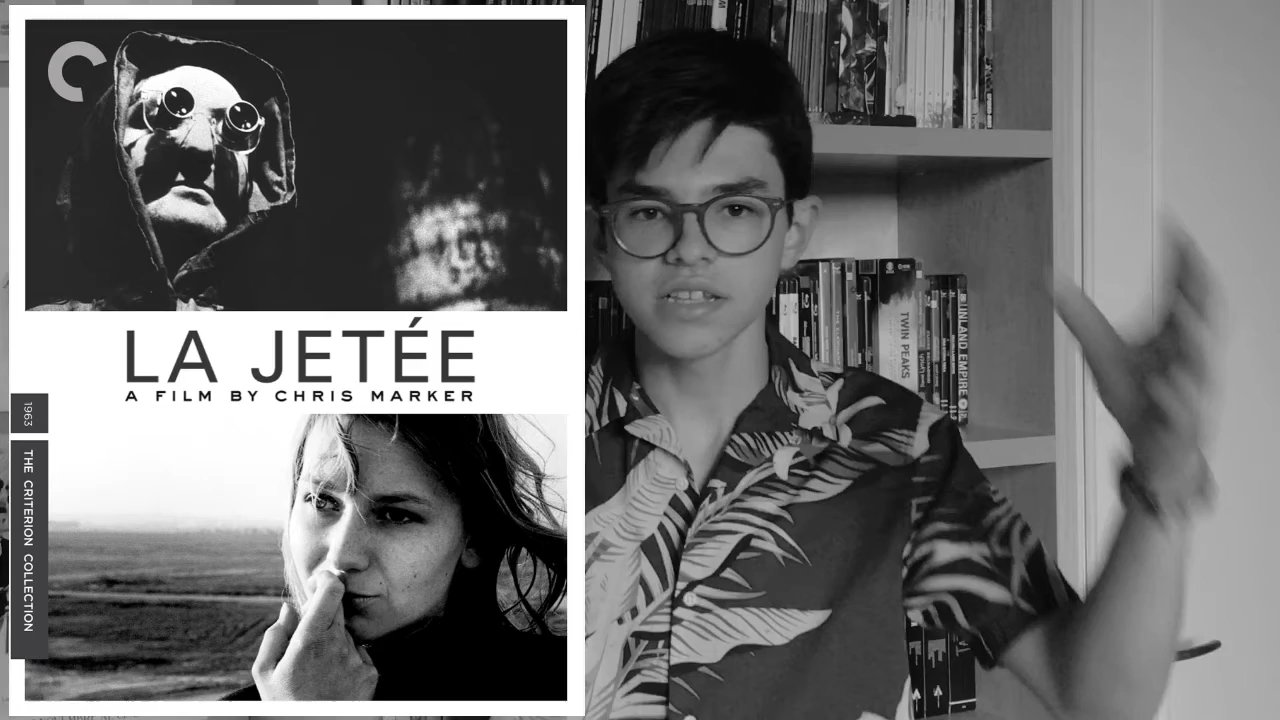 LA JETÉE
A FILM BY CHRIS MARKER
1963
THE CRITERION COLLECTION
TWIN PEAKS
INLAND EMPIRE